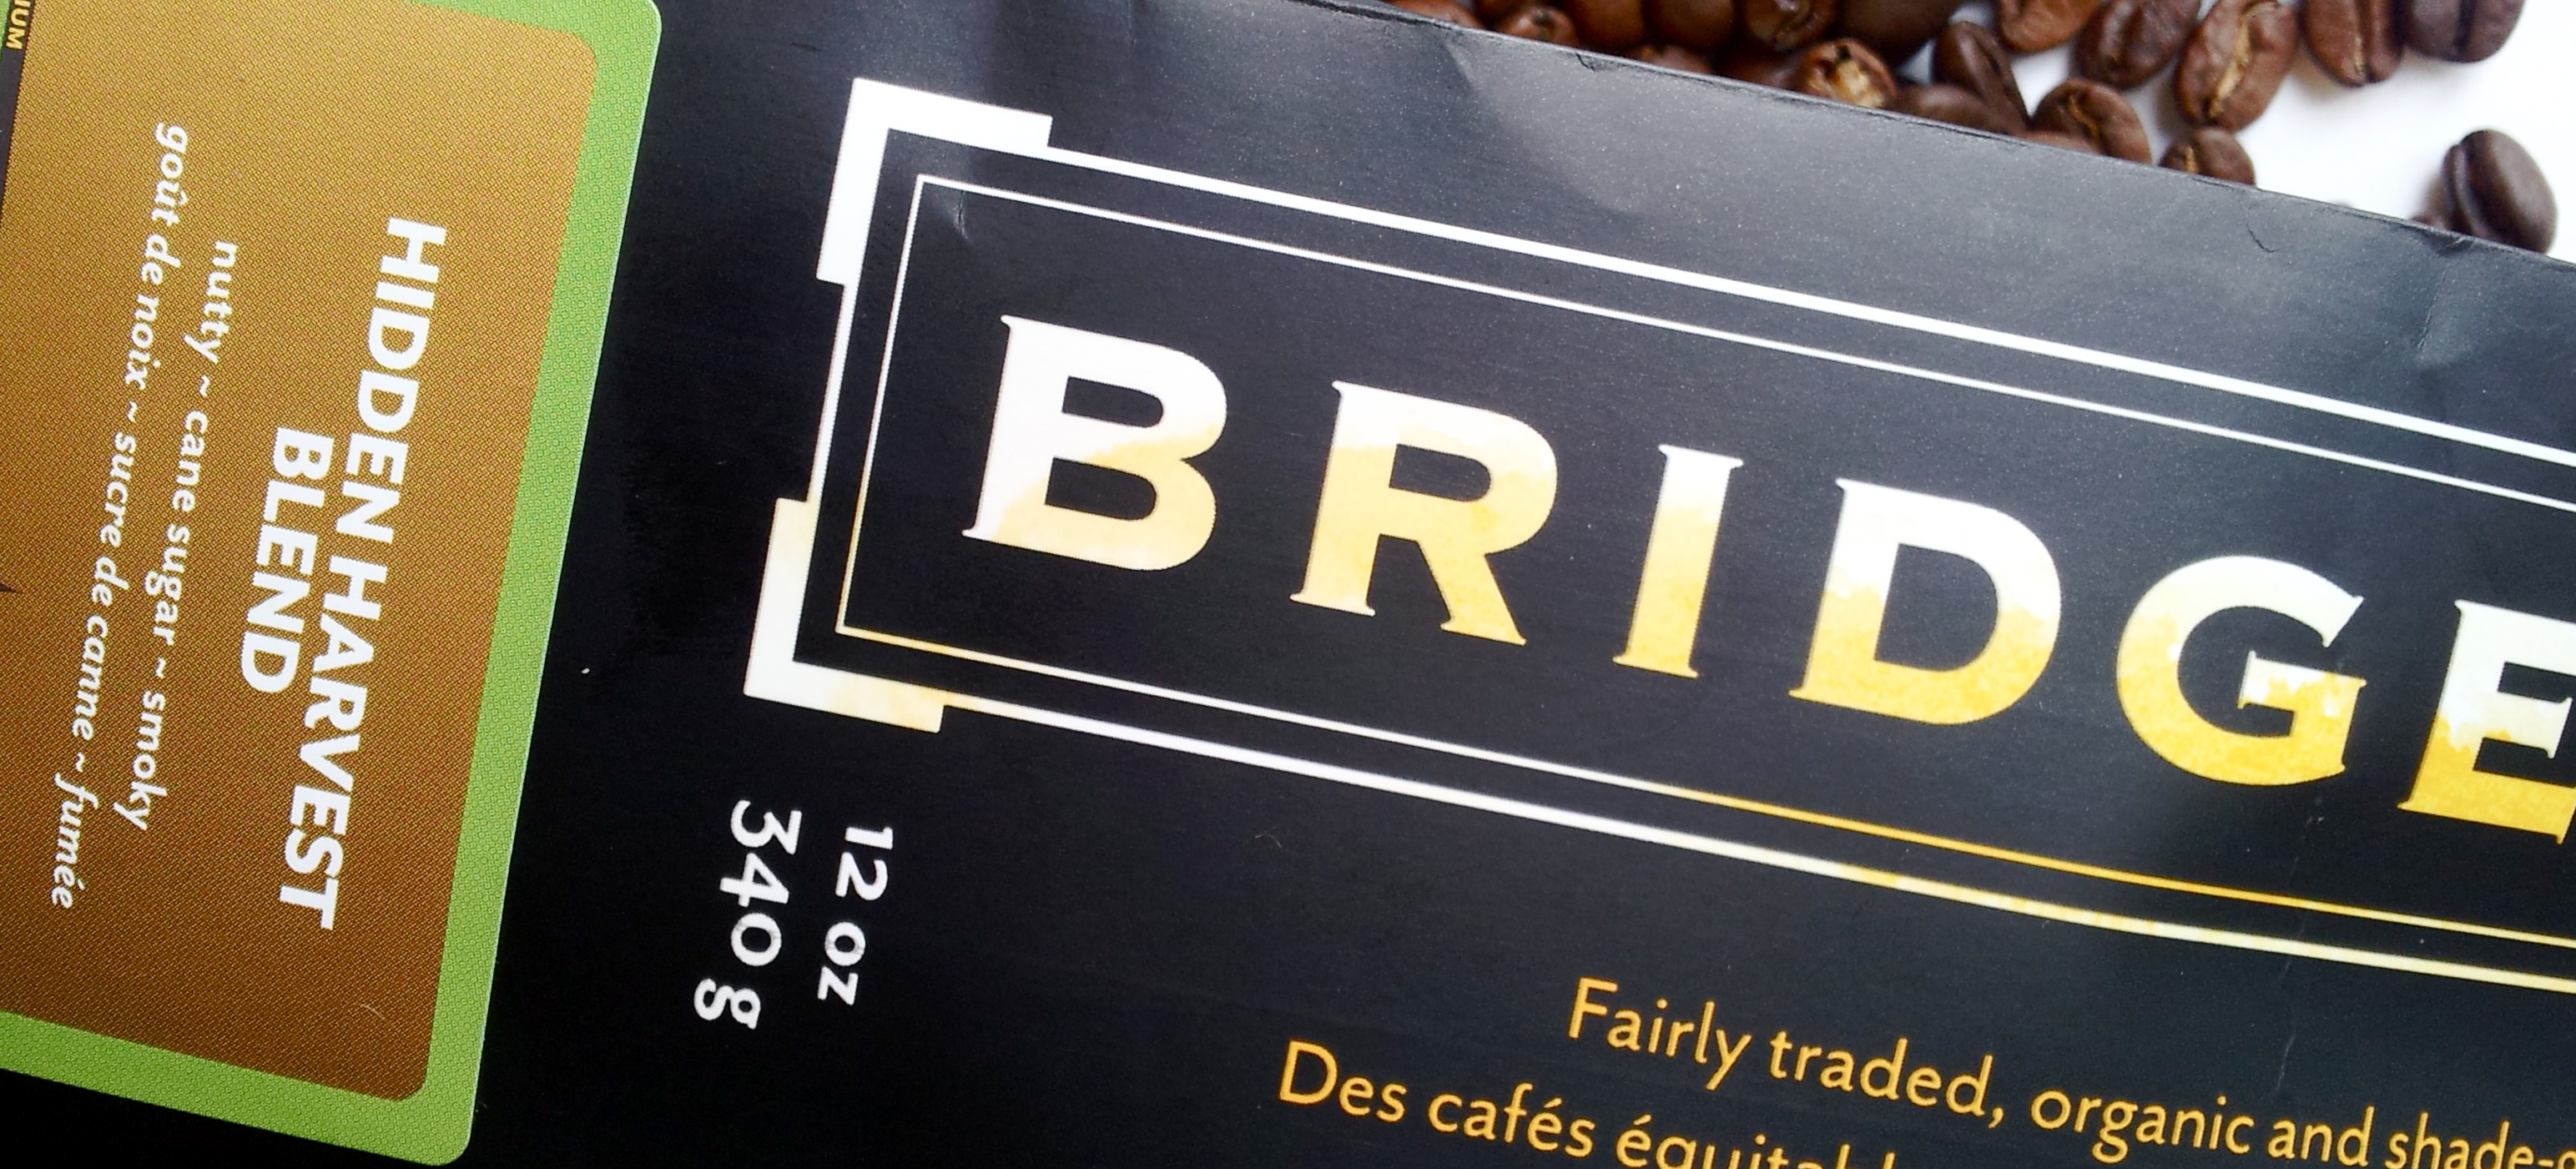 HIDDEN HARVEST
BLEND
nutty ~ cane sugar ~ smoky
goût de noix ~ sucre de canne ~ fumée
BRIDGE
12 oz
340 g
Fairly traded, organic and shade-
Des cafés